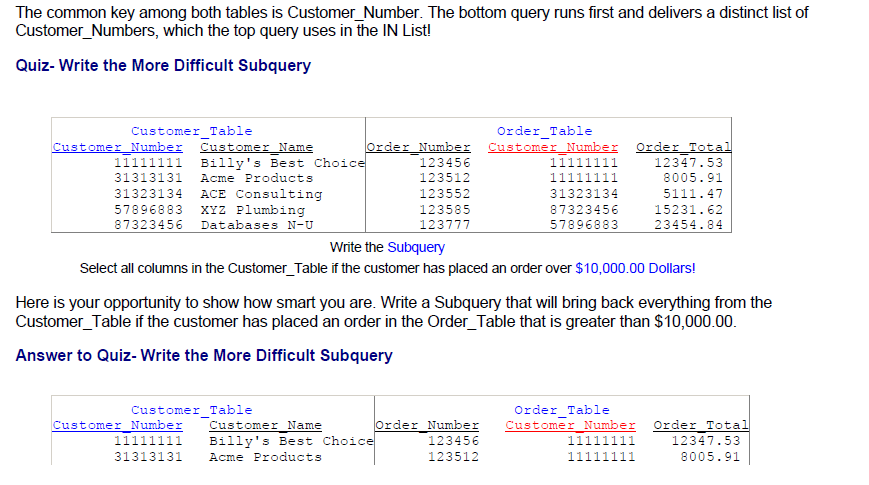 The common key among both tables is Customer_Number. The bottom query runs first and delivers a distinct list of
Customer_Numbers, which the top query uses in the IN List!
Quiz- Write the More Difficult Subquery
Customer_Table Order_Table
Customer_Number Customer_Name Order_Number Customer_Number Order_Total
11111111 Billy's Best Choice 123456 11111111 12347.53
31313131 Acme Products 123512 11111111 8005.91
31323134 ACE Consulting 123552 31323134 5111.47
57896883 XYZ Plumbing 123585 87323456 15231.62
87323456 Databases N-U 123777 57896883 23454.84
Write the Subquery
Select all columns in the Customer_Table if the customer has placed an order over $10,000.00 Dollars!
Here is your opportunity to show how smart you are. Write a Subquery that will bring back everything from the
Customer_Table if the customer has placed an order in the Order_Table that is greater than $10,000.00.
Answer to Quiz- Write the More Difficult Subquery
Customer_Table Order_Table
Customer_Number Customer_Name Order_Number Customer_Number Order_Total
11111111 Billy's Best Choice 123456 11111111 12347.53
31313131 Acme Products 123512 11111111 8005.91